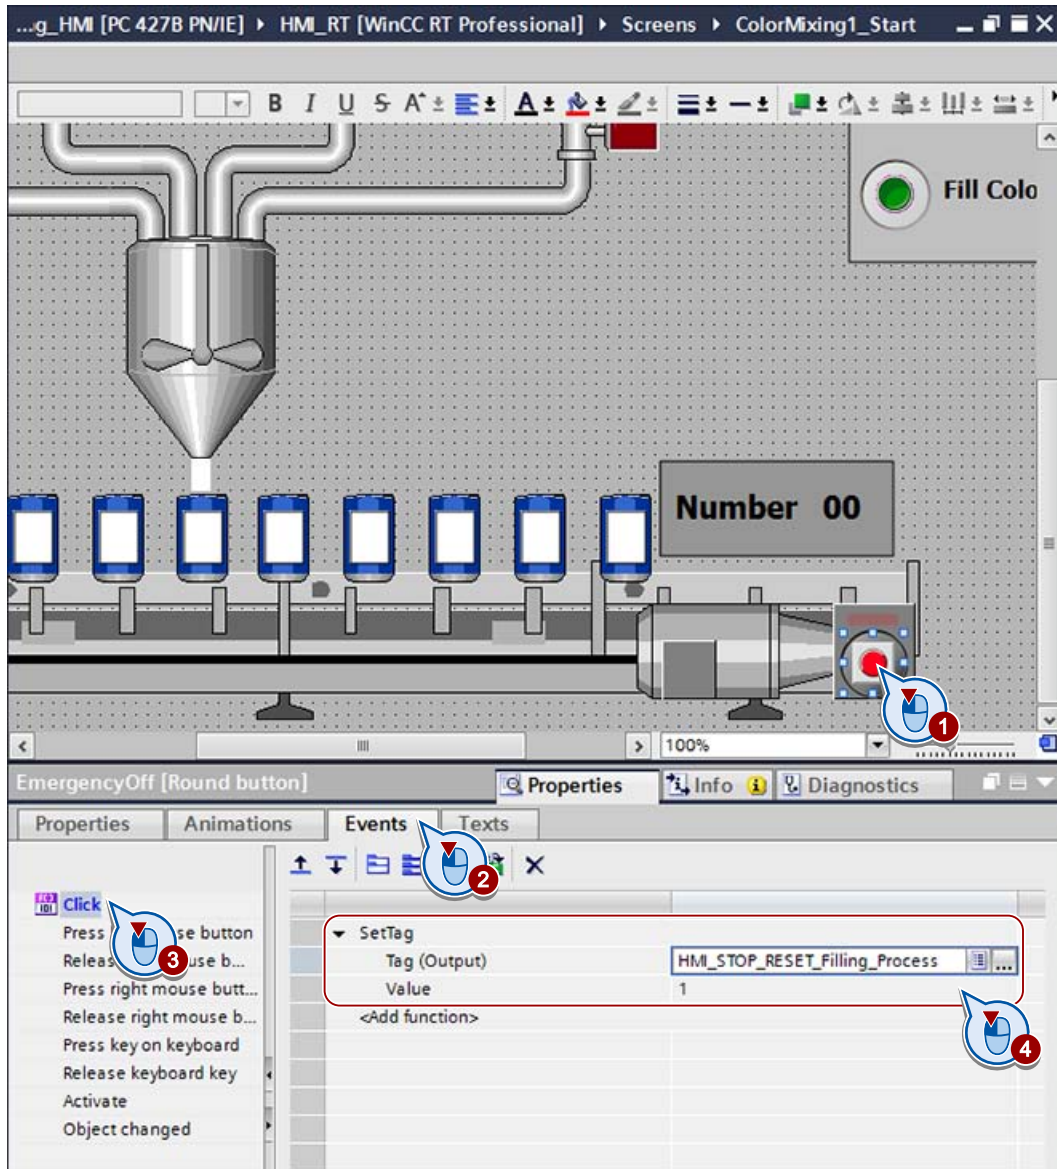 ...g_HMI [PC 427B PN/IE] ▸ HMI_RT [WinCC RT Professional] ▸ Screens ▸ ColorMixing1_Start
B I U S A A
Fill Colo
Number 00
1
100%
EmergencyOff [Round button] Properties Info Diagnostics
Properties Animations Events Texts
2
Click
Press se button SetTag
Releas use b... Tag (Output) HMI_STOP_RESET_Filling_Process ...
3
Press right mouse butt... Value 1
Release right mouse b... <Add function>
4
Press key on keyboard
Release keyboard key
Activate
Object changed